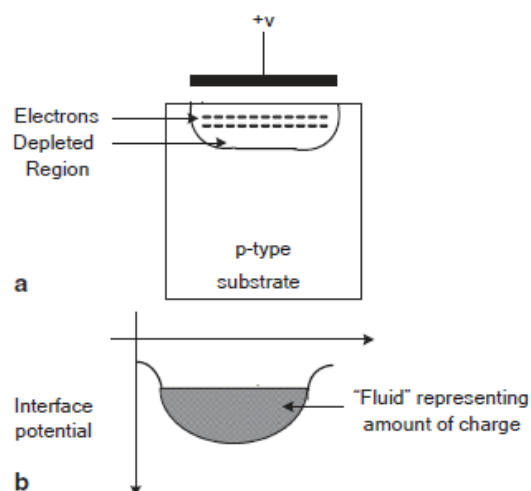 +v
Electrons
Depleted
Region
p-type
substrate
a
Interface
potential
"Fluid" representing
amount of charge
b